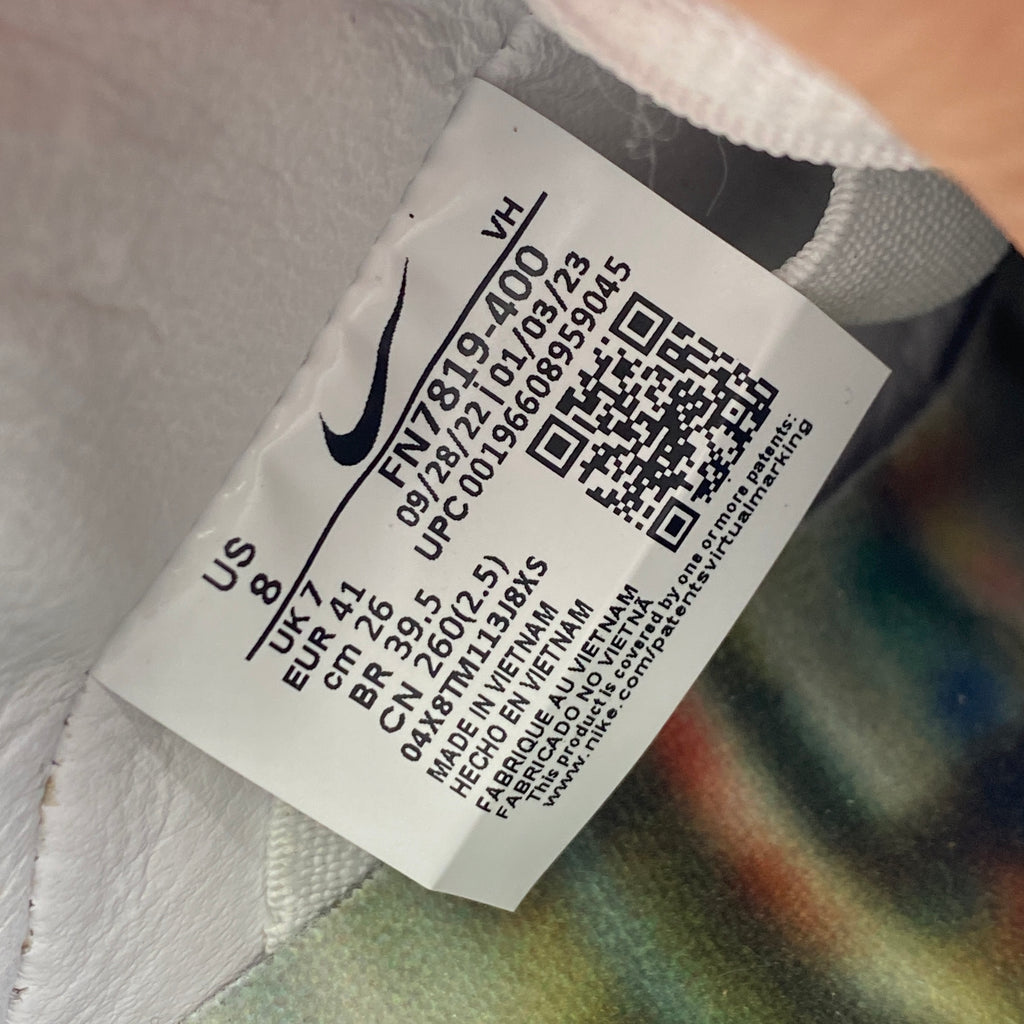 US
8
VH
UK 7
EUR 41
cm 26
BR 39.5
CN 260(2.5)
04X8TM113J8XS
FN7819-400
09/28/22 | 01/03/23
UPC 00196608959045
MADE IN VIETNAM
HECHO EN VIETNAM
FABRIQUE AU VIETNAM
FABRICADO NO VIETNÃ
This product is covered by one or more patents:
www.nike.com/patentsvirtualmarking